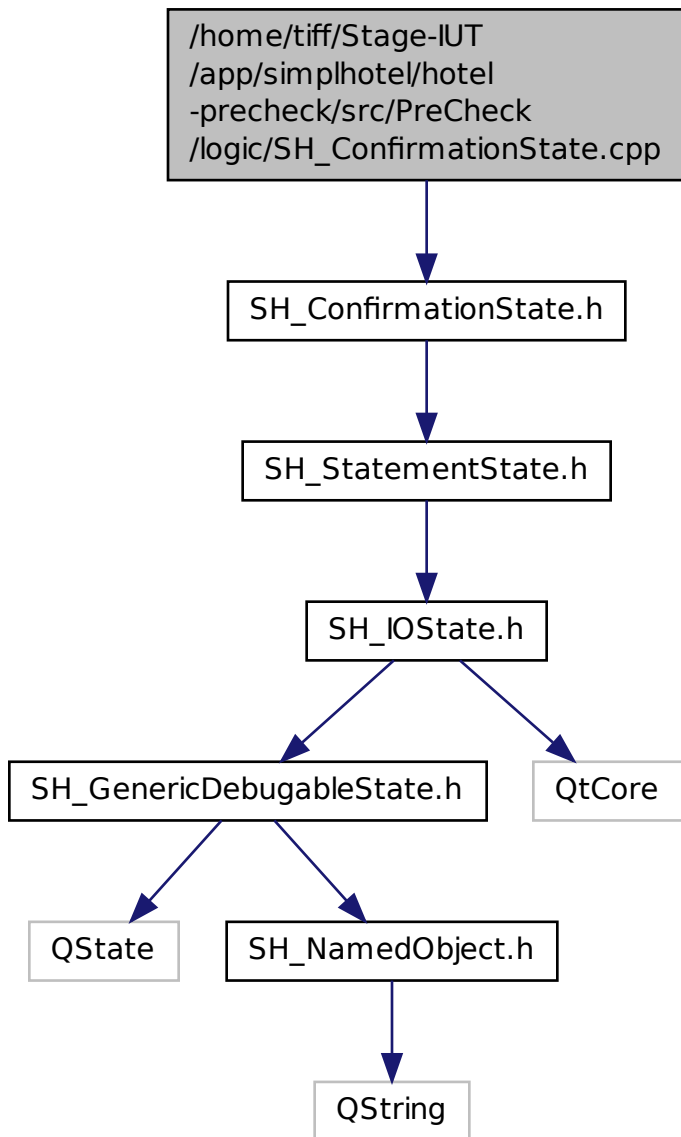 /home/tiff/Stage-IUT
/app/simplhotel/hotel
-precheck/src/PreCheck
/logic/SH_ConfirmationState.cpp
SH_ConfirmationState.h
SH_StatementState.h
SH_IOState.h
SH_GenericDebugableState.h
QtCore
QState
SH_NamedObject.h
QString